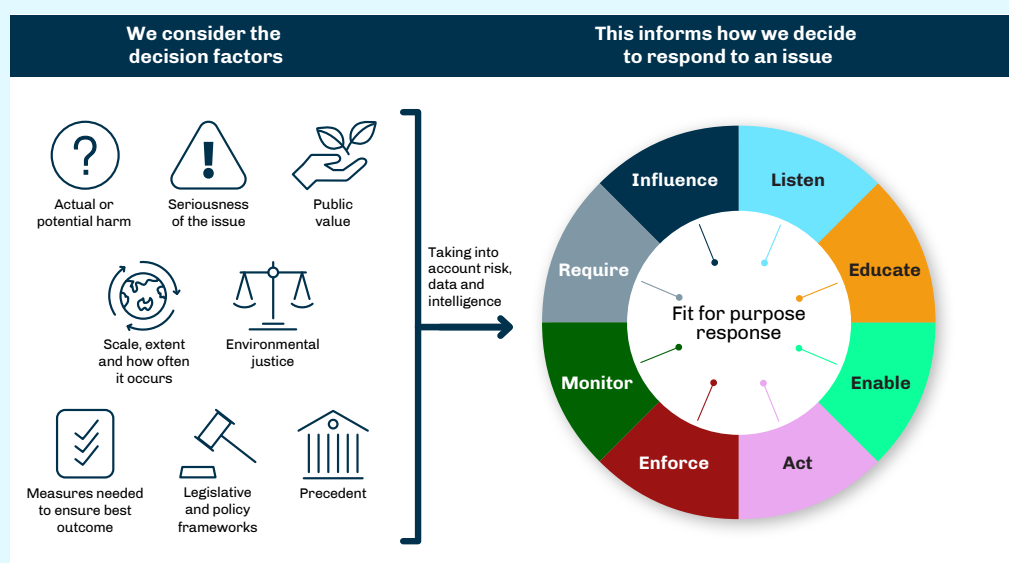 We consider the
decision factors
This informs how we decide
to respond to an issue
?
Actual or
potential harm
!
Seriousness
of the issue
Public
value
Scale, extent
and how often
it occurs
Environmental
justice
Measures needed
to ensure best
outcome
Legislative
and policy
frameworks
Precedent
Taking into
account risk,
data and
intelligence
Influence
Listen
Educate
Enable
Act
Enforce
Monitor
Require
Fit for purpose
response